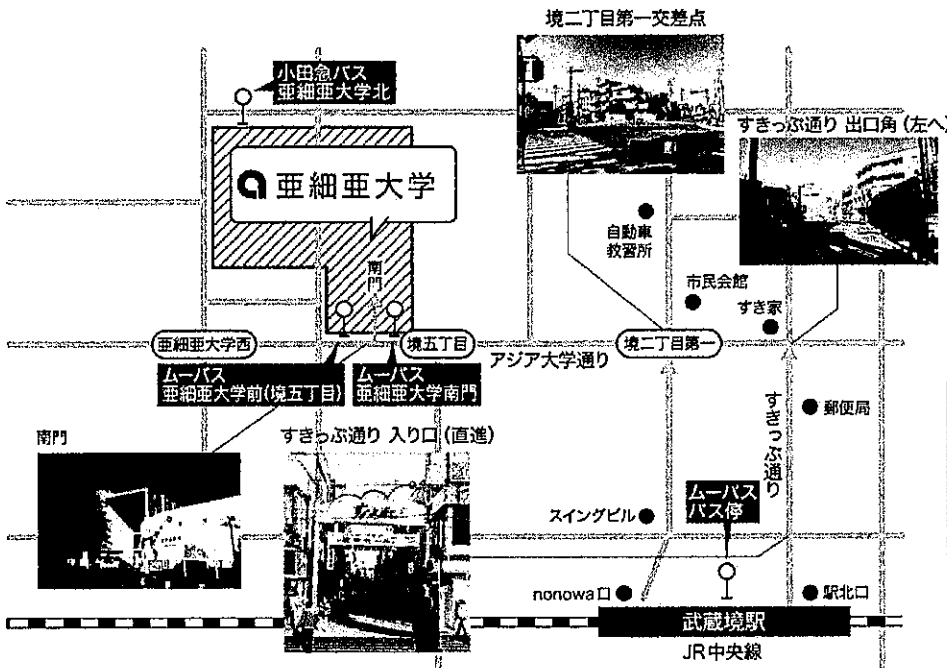 境二丁目第一交差点
小田急バス
亜細亜大学北
すきっぷ通り 出口角(左へ)
亜細亜大学
自動車
教習所
南門
市民会館
すき家
亜細亜大学西
境五丁目
境二丁目第一
アジア大学通り
ムーバス
亜細亜大学前(境五丁目)
ムーバス
亜細亜大学南門
すきっぷ通り
郵便局
南門
すきっぷ通り 入り口(直進)
ムーバス
バス停
スイングビル
nonowa口
駅北口
武蔵境駅
JR中央線